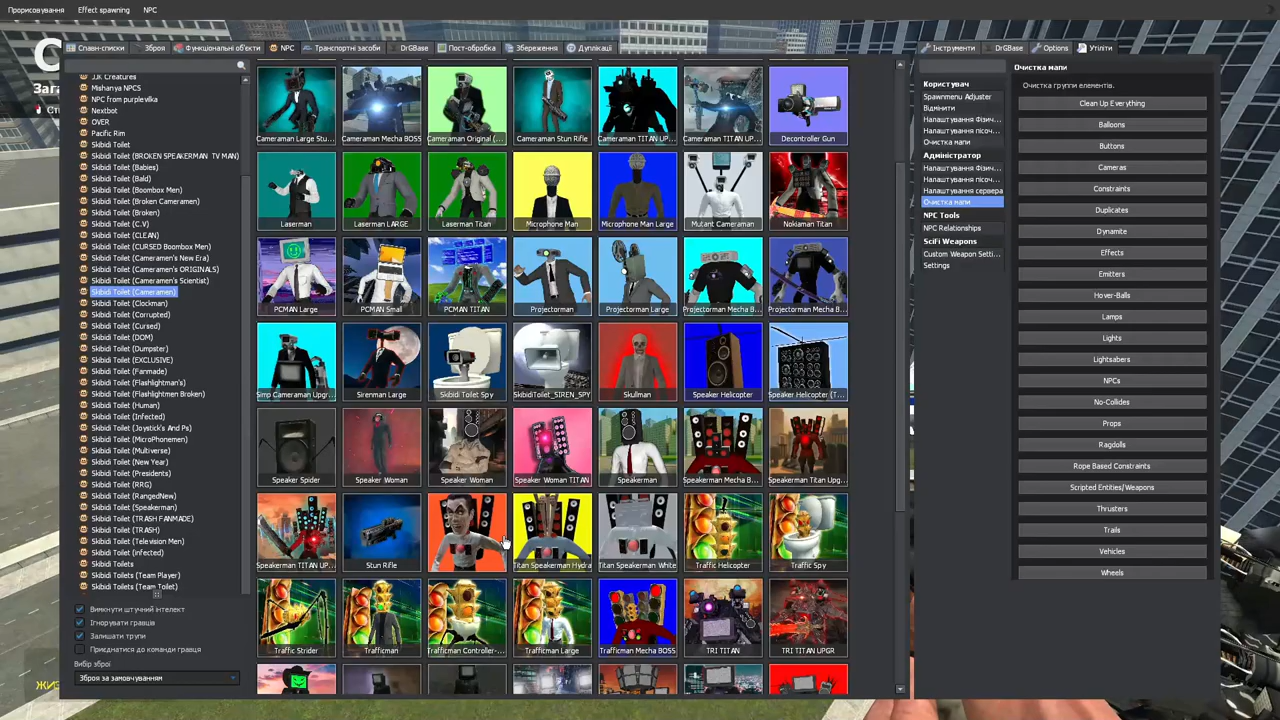 Прорисовування Effect spawning NPC
Спавн-списки Зброя Функціональні об'єкти NPC Транспортні засоби DrGBase Пост-обробка Збереження Дуплікації
Інструменти DrGBase Options Утіліти
JJK Creatures
Mishanya NPCS
NPC from purplevilka
Nextbot
OVER
Pacific Rim
Skibidi Toilet
Skibidi Toilet (BROKEN SPEAKERMAN TV MAN)
Skibidi Toilet (Babies)
Skibidi Toilet (Bald)
Skibidi Toilet (Boombox Men)
Skibidi Toilet (Broken Cameramen)
Skibidi Toilet (Broken)
Skibidi Toilet (C.V)
Skibidi Toilet (CLEAN)
Skibidi Toilet (CURSED Boombox Men)
Skibidi Toilet (Cameramen's New Era)
Skibidi Toilet (Cameramen's ORIGINALS)
Skibidi Toilet (Cameramen's Scientist)
Skibidi Toilet (Cameramen)
Skibidi Toilet (Clockman)
Skibidi Toilet (Corrupted)
Skibidi Toilet (Cursed)
Skibidi Toilet (DOM)
Skibidi Toilet (Dumpster)
Skibidi Toilet (EXCLUSIVE)
Skibidi Toilet (Fanmade)
Skibidi Toilet (Flashlightman's)
Skibidi Toilet (Flashlightmen Broken)
Skibidi Toilet (Human)
Skibidi Toilet (Infected)
Skibidi Toilet (Joystick's And Ps)
Skibidi Toilet (MicroPhonemen)
Skibidi Toilet (Multiverse)
Skibidi Toilet (New Year)
Skibidi Toilet (Presidents)
Skibidi Toilet (RRG)
Skibidi Toilet (RangedNew)
Skibidi Toilet (Speakerman)
Skibidi Toilet (TRASH FANMADE)
Skibidi Toilet (TRASH)
Skibidi Toilet (Television Men)
Skibidi Toilet (infected)
Skibidi Toilets
Skibidi Toilets (Team Player)
Skibidi Toilets (Team Toilet)
Вимкнути штучний інтелект
Ігнорувати гравців
Залишати трупи
Приєднатися до команди гравця
Вибір зброї
Зброя за замовчуванням
Cameraman Large Stu... Cameraman Mecha BOSS Cameraman Original (... Cameraman Stun Rifle Cameraman TITAN UP... Cameraman TITAN UP... Decontroller Gun
Laserman Laserman LARGE Laserman Titan Microphone Man Microphone Man Large Mutant Cameraman Nokiaman Titan
PCMAN Large PCMAN Small PCMAN TITAN Projectorman Projectorman Large Projectorman Mecha B... Projectorman Mecha B...
Simp Cameraman Upgr... Sirenman Large Skibidi Toilet Spy SkibidiToilet_SIREN_SPY Skullman Speaker Helicopter Speaker Helicopter (T...
Speaker Spider Speaker Woman Speaker Woman Speaker Woman TITAN Speakerman Speakerman Mecha B... Speakerman Titan Upg...
Speakerman TITAN UP... Stun Rifle Titan Speakerman Hydra Titan Speakerman White Traffic Helicopter Traffic Spy
Traffic Strider Trafficman Trafficman Controller-... Trafficman Large Trafficman Mecha BOSS TRI TITAN TRI TITAN UPGR
Користувач
Spawnmenu Adjuster
Відмінити
Налаштування Фізич...
Налаштування пісоч...
Очистка мапи
Адміністратор
Налаштування Фізич...
Налаштування пісоч...
Налаштування сервера
Очистка мапи
NPC Tools
NPC Relationships
SciFi Weapons
Custom Weapon Setti...
Settings
Очистка мапи
Очистка группи елементів.
Clean Up Everything
Balloons
Buttons
Cameras
Constraints
Duplicates
Dynamite
Effects
Emitters
Hover-Balls
Lamps
Lights
Lightsabers
NPCs
No-Collides
Props
Ragdolls
Rope Based Constraints
Scripted Entities/Weapons
Thrusters
Trails
Vehicles
Wheels